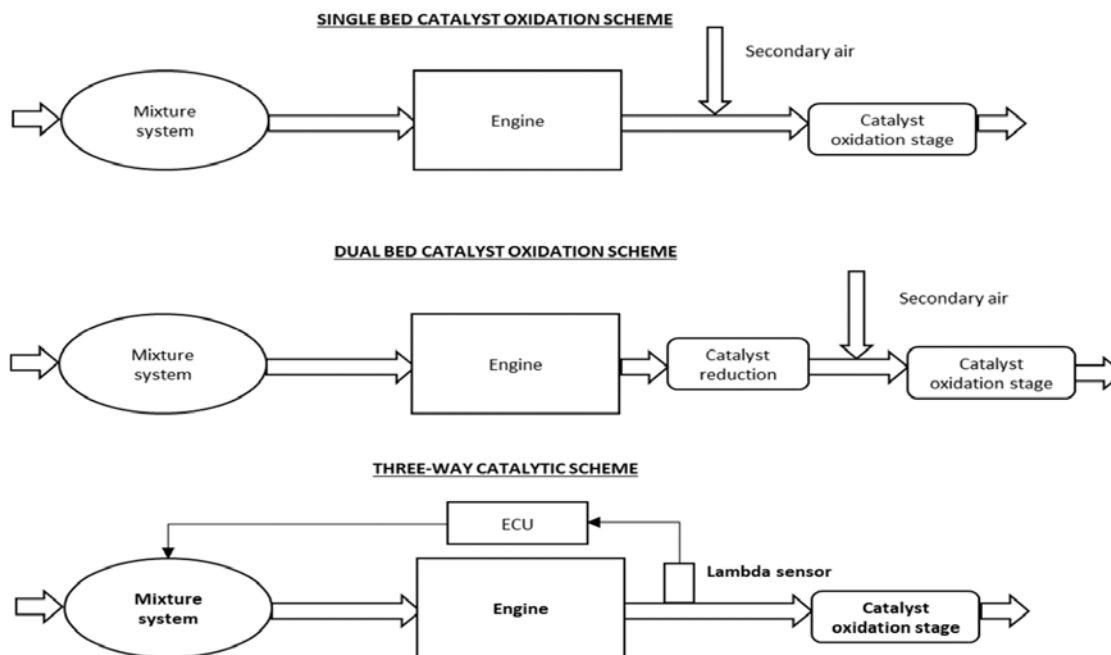 SINGLE BED CATALYST OXIDATION SCHEME
Secondary air
Mixture
system
Engine
Catalyst
oxidation stage
DUAL BED CATALYST OXIDATION SCHEME
Secondary air
Mixture
system
Engine
Catalyst
reduction
Catalyst
oxidation stage
THREE-WAY CATALYTIC SCHEME
ECU
Lambda sensor
Mixture
system
Engine
Catalyst
oxidation stage